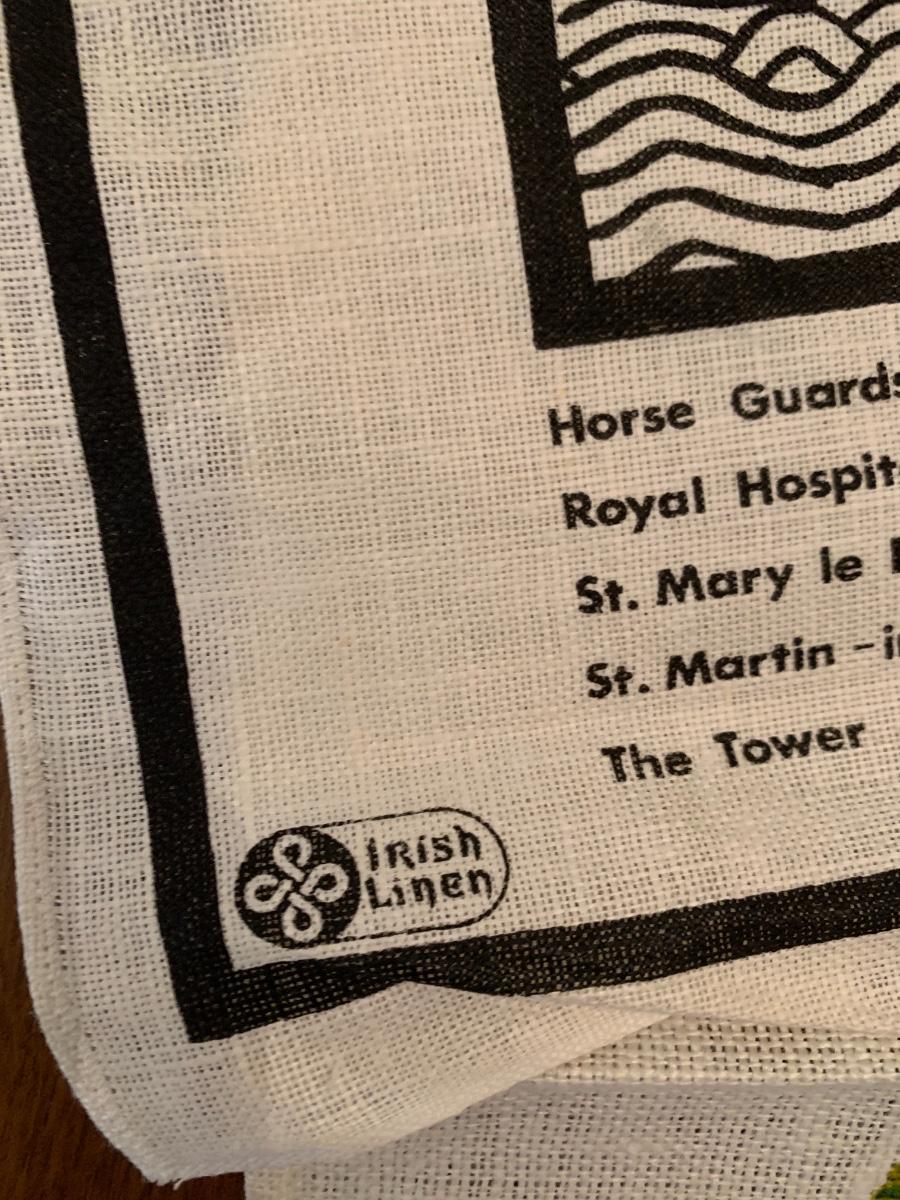 Horse Guards
Royal Hospit
St. Mary le
St. Martin -i
The Tower
Irish
Linen